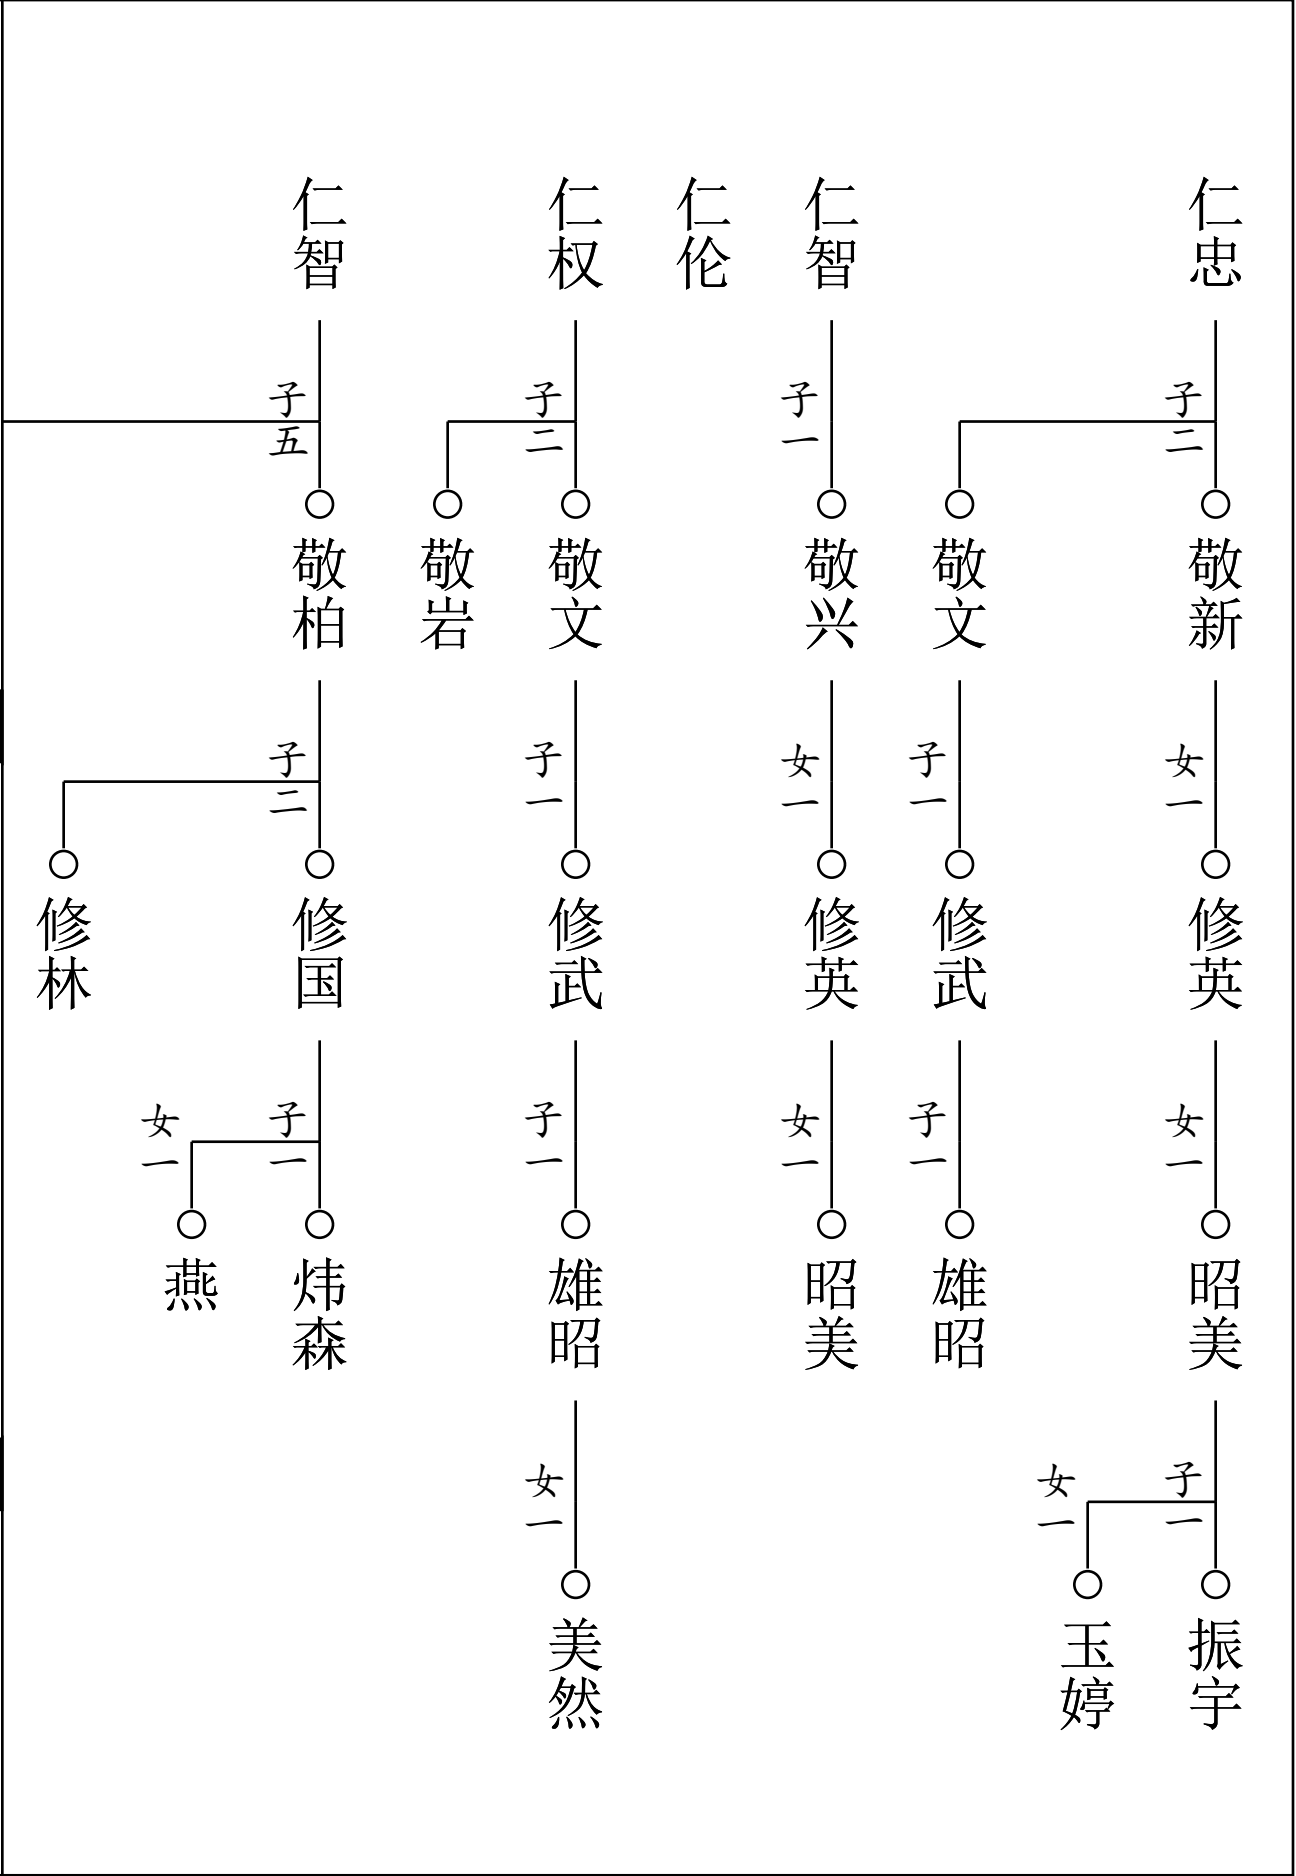 仁忠
子二
敬新
女一
修英
女一
昭美
子一
振宇
女一
玉婷
敬文
子一
修武
子一
雄昭
仁智
子一
敬兴
女一
修英
女一
昭美
仁伦
仁权
子二
敬文
子一
修武
子一
雄昭
女一
美然
敬岩
仁智
子五
敬柏
子二
修国
子一
炜森
女一
燕
修林